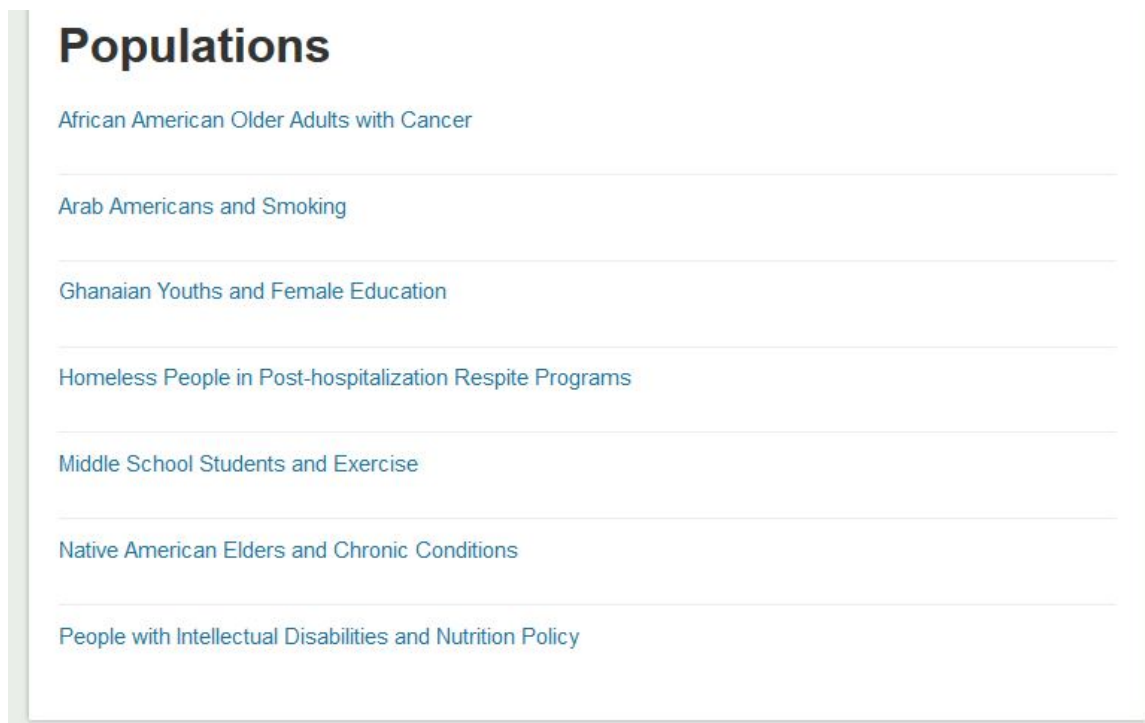 Populations
African American Older Adults with Cancer
Arab Americans and Smoking
Ghanaian Youths and Female Education
Homeless People in Post-hospitalization Respite Programs
Middle School Students and Exercise
Native American Elders and Chronic Conditions
People with Intellectual Disabilities and Nutrition Policy